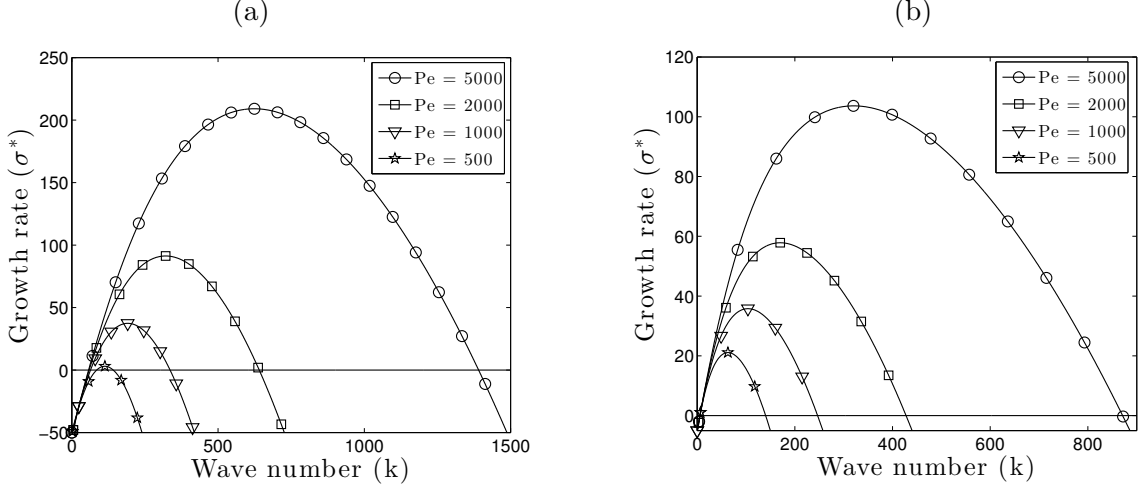 (a)
250
200
150
100
50
0
−50
0
500
1000
1500
Growth rate (σ*)
Wave number (k)
Pe = 5000
Pe = 2000
Pe = 1000
Pe = 500
(b)
120
100
80
60
40
20
0
0
200
400
600
800
Growth rate (σ*)
Wave number (k)
Pe = 5000
Pe = 2000
Pe = 1000
Pe = 500